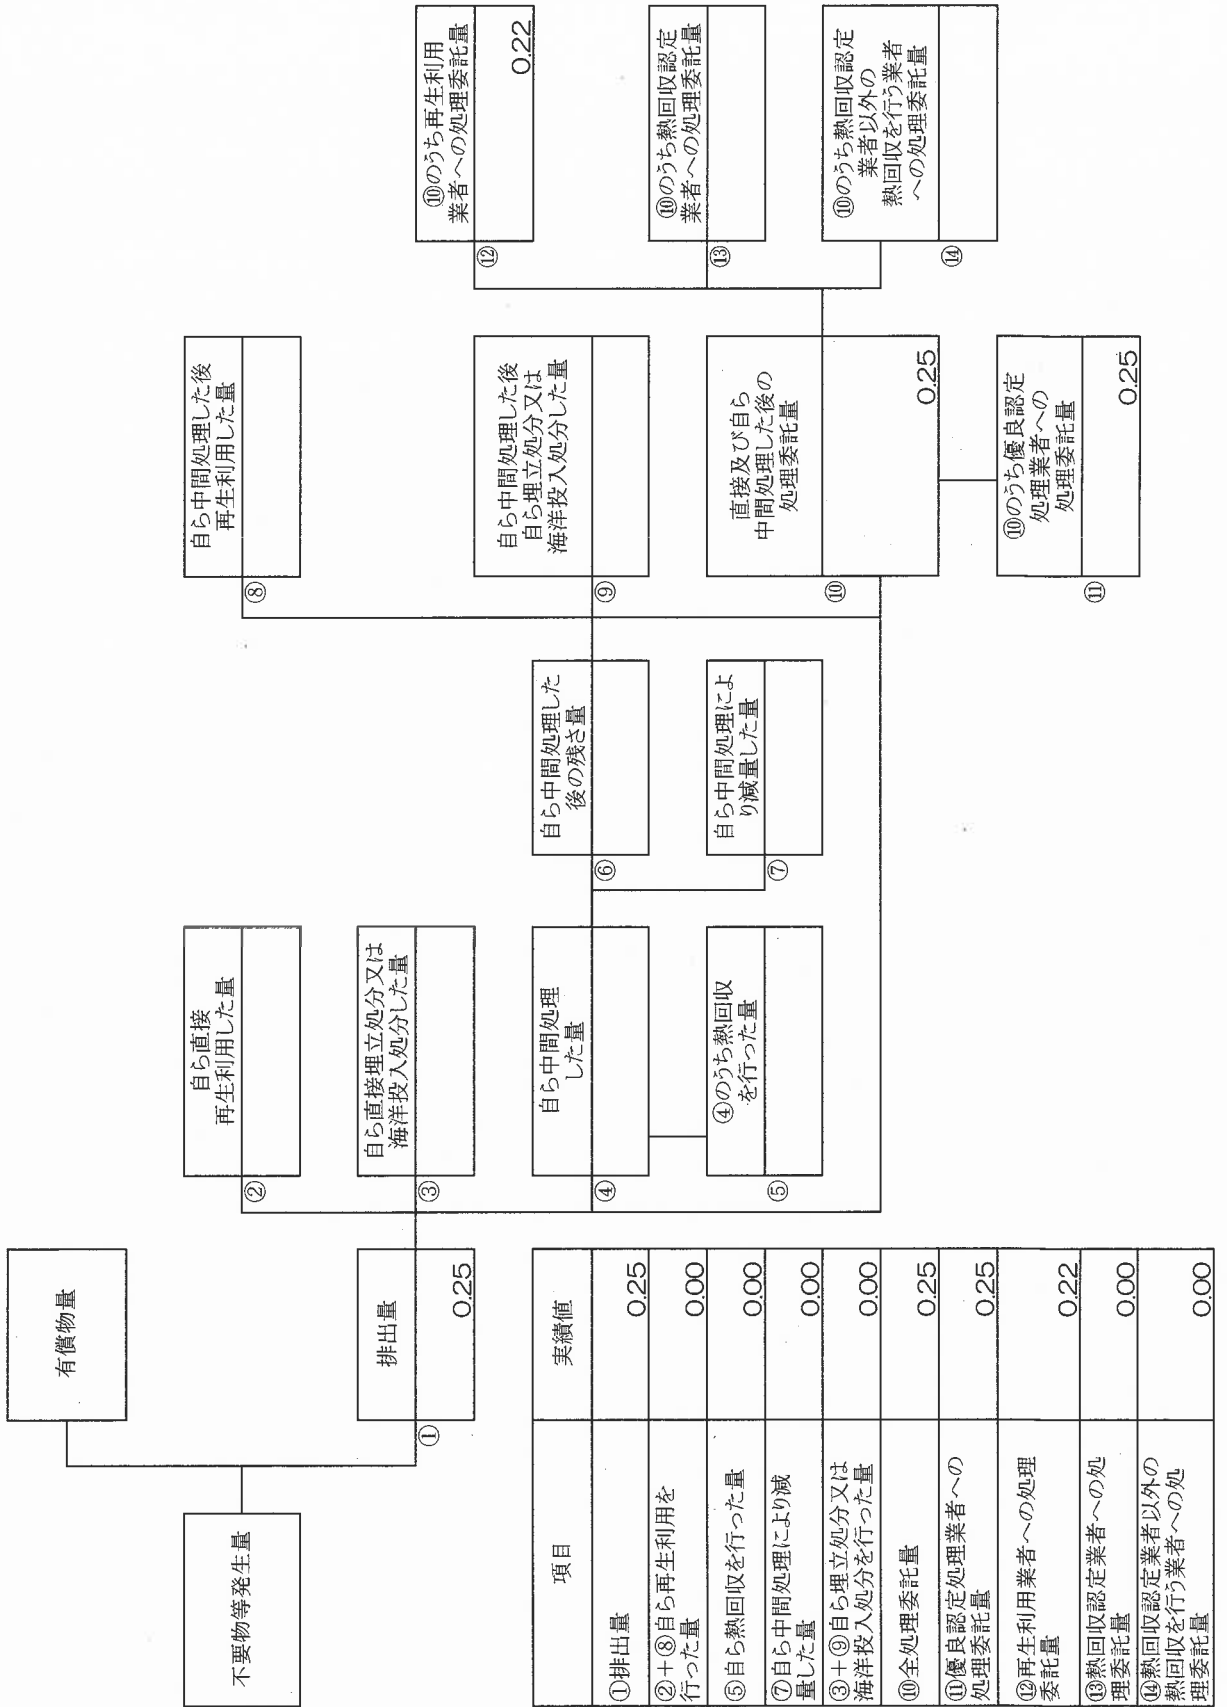 不要物等発生量
有償物量
①
排出量
0.25
②
自ら直接
再生利用した量
③
自ら直接埋立処分又は
海洋投入処分した量
④
自ら中間処理
した量
⑤
④のうち熱回収
を行った量
⑥
自ら中間処理した
後の残さ量
⑦
自ら中間処理によ
り減量した量
⑧
自ら中間処理した後
再生利用した量
⑨
自ら中間処理した後
自ら埋立処分又は
海洋投入処分した量
⑩
直接及び自ら
中間処理した後の
処理委託量
0.25
⑪
⑩のうち優良認定
処理業者への
処理委託量
0.25
⑫
⑩のうち再生利用
業者への処理委託量
0.22
⑬
⑩のうち熱回収認定
業者への処理委託量
⑭
⑩のうち熱回収認定
業者以外の
熱回収を行う業者
への処理委託量
項目 実績値
①排出量 0.25
②+⑧自ら再生利用を
行った量 0.00
⑤自ら熱回収を行った量 0.00
⑦自ら中間処理により減
量した量 0.00
③+⑨自ら埋立処分又は
海洋投入処分を行った量 0.00
⑩全処理委託量 0.25
⑪優良認定処理業者への
処理委託量 0.25
⑫再生利用業者への処理
委託量 0.22
⑬熱回収認定業者への処
理委託量 0.00
⑭熱回収認定業者以外の
熱回収を行う業者への処
理委託量 0.00